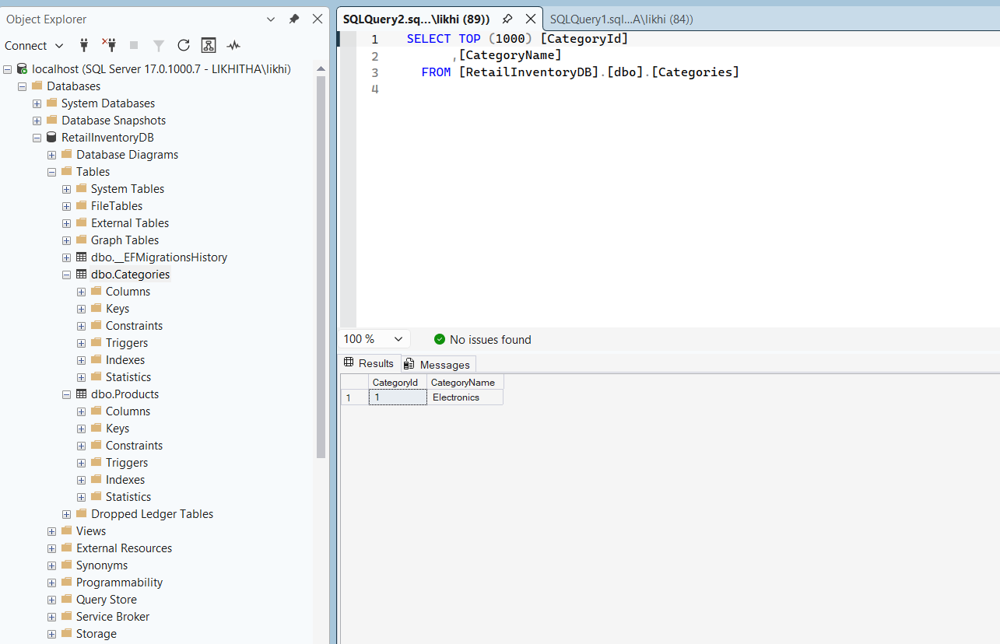 Object Explorer
Connect
localhost (SQL Server 17.0.1000.7 - LIKHITHA\likhi)
Databases
System Databases
Database Snapshots
RetailInventoryDB
Database Diagrams
Tables
System Tables
FileTables
External Tables
Graph Tables
dbo.__EFMigrationsHistory
dbo.Categories
Columns
Keys
Constraints
Triggers
Indexes
Statistics
dbo.Products
Columns
Keys
Constraints
Triggers
Indexes
Statistics
Dropped Ledger Tables
Views
External Resources
Synonyms
Programmability
Query Store
Service Broker
Storage
SQLQuery2.sq...\likhi (89)) SQLQuery1.sql...A\likhi (84))
1 SELECT TOP (1000) [CategoryId]
2 ,[CategoryName]
3 FROM [RetailInventoryDB].[dbo].[Categories]
4
100 % No issues found
Results Messages
CategoryId CategoryName
1 1 Electronics